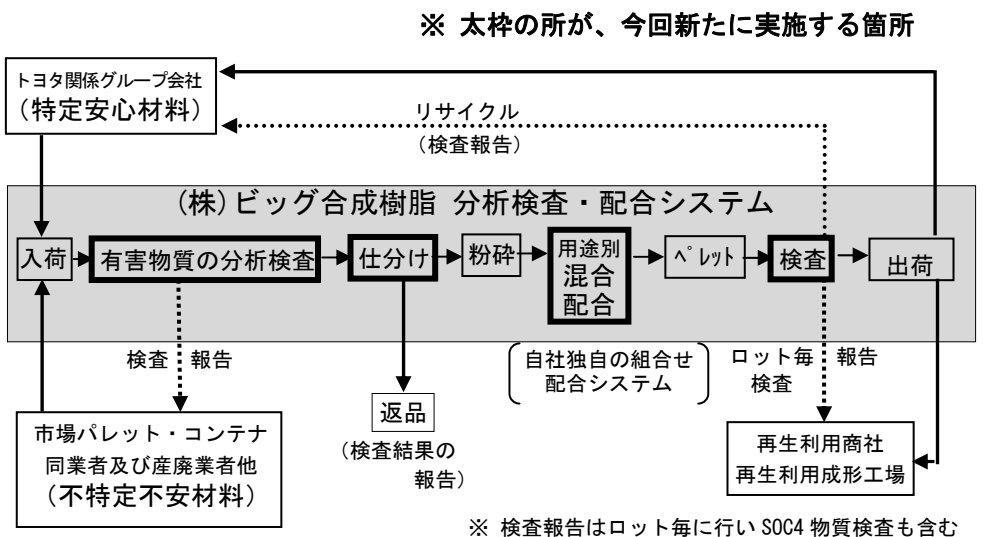 ※ 太枠の所が、今回新たに実施する箇所
トヨタ関係グループ会社
（特定安心材料）
リサイクル
（検査報告）
(株)ビッグ合成樹脂 分析検査・配合システム
入荷
有害物質の分析検査
仕分け
粉砕
用途別
混合
配合
ペレット
検査
出荷
検査 報告
自社独自の組合せ
配合システム
ロット毎 報告
検査
返品
（検査結果の
報告）
市場パレット・コンテナ
同業者及び産廃業者他
（不特定不安材料）
再生利用商社
再生利用成形工場
※ 検査報告はロット毎に行い SOC4 物質検査も含む